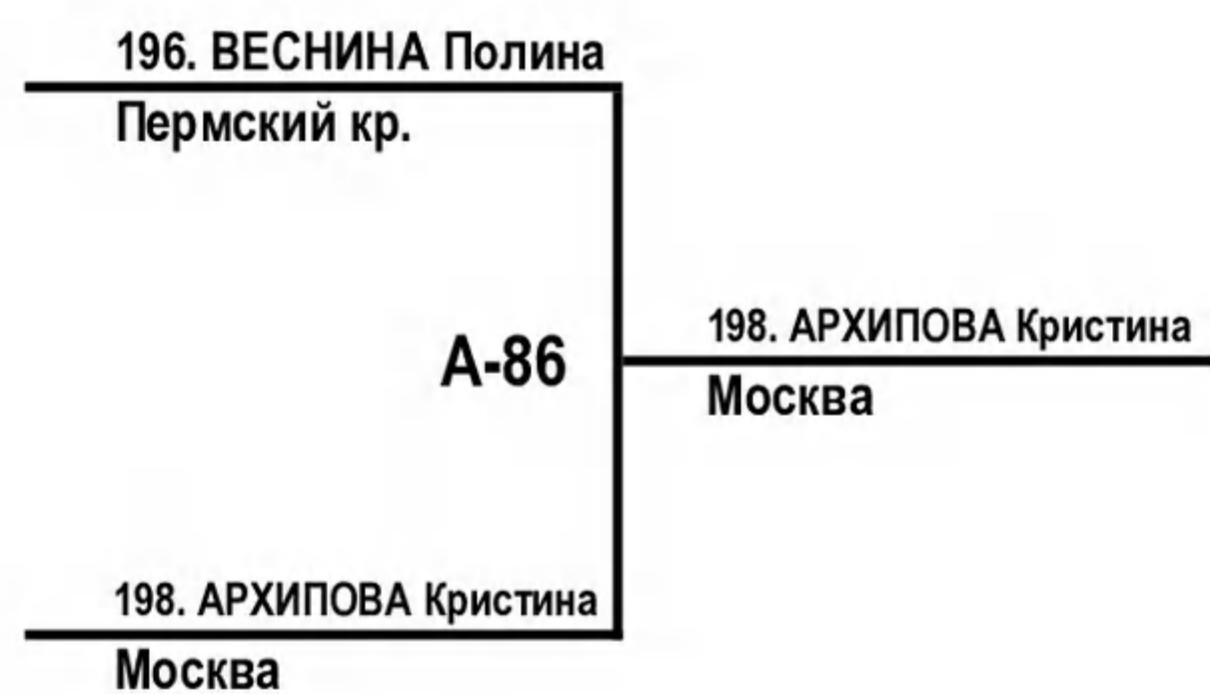 196. ВЕСНИНА Полина
Пермский кр.
А-86
198. АРХИПОВА Кристина
Москва
198. АРХИПОВА Кристина
Москва